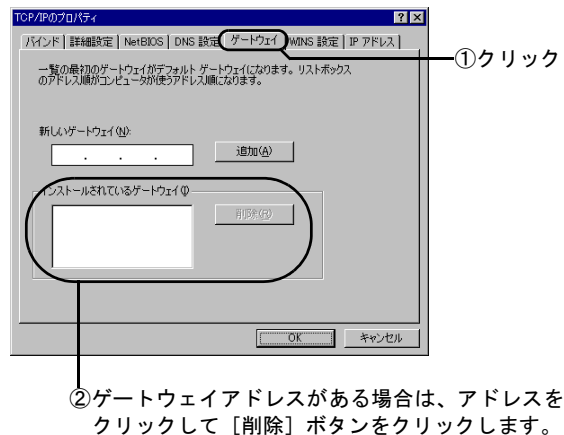 TCP/IPのプロパティ
バインド 詳細設定 NetBIOS DNS 設定 ゲートウェイ WINS 設定 IP アドレス
①クリック
一覧の最初のゲートウェイがデフォルト ゲートウェイになります。リストボックス
のアドレス順がコンピュータが使うアドレス順になります。
新しいゲートウェイ(N):
. . .
追加(A)
インストールされているゲートウェイ(I)
削除(R)
OK キャンセル
②ゲートウェイアドレスがある場合は、アドレスを
クリックして［削除］ボタンをクリックします。